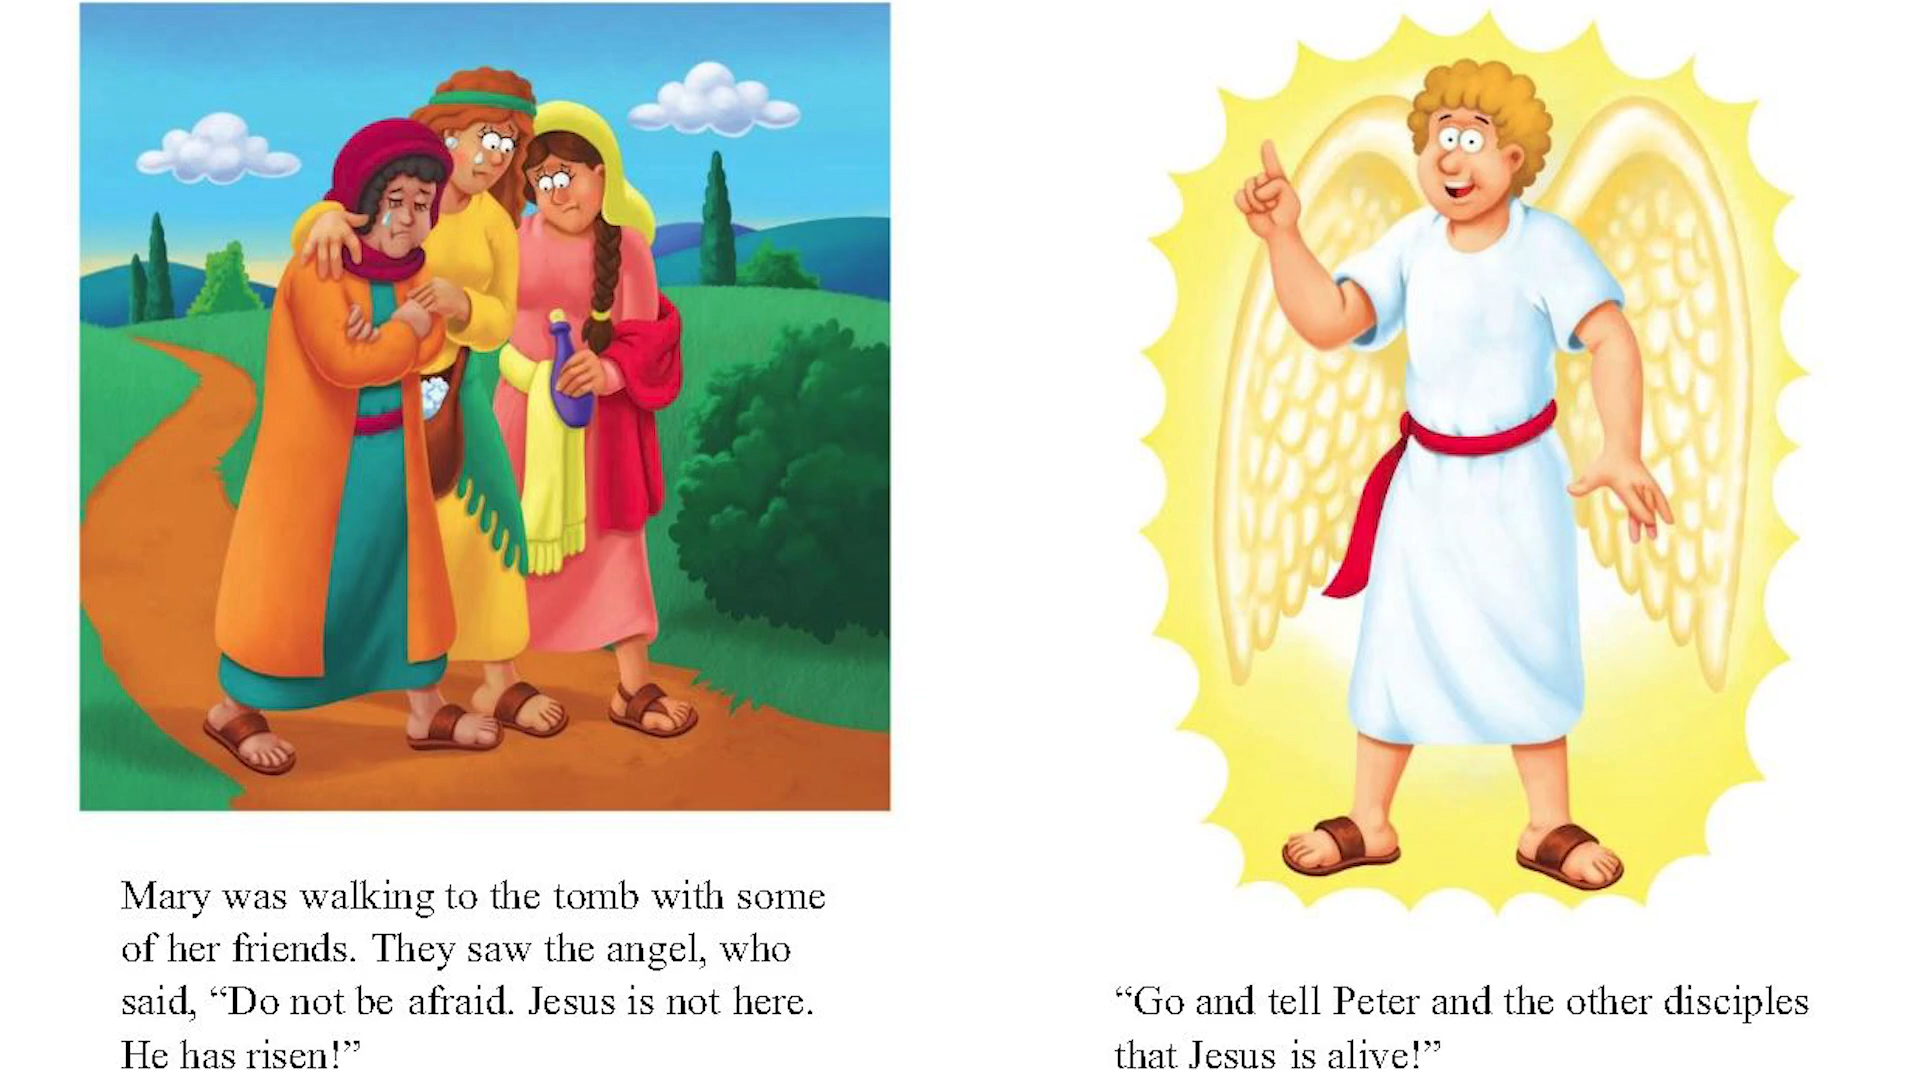 Mary was walking to the tomb with some
of her friends. They saw the angel, who
said, “Do not be afraid. Jesus is not here.
He has risen!”
“Go and tell Peter and the other disciples
that Jesus is alive!”